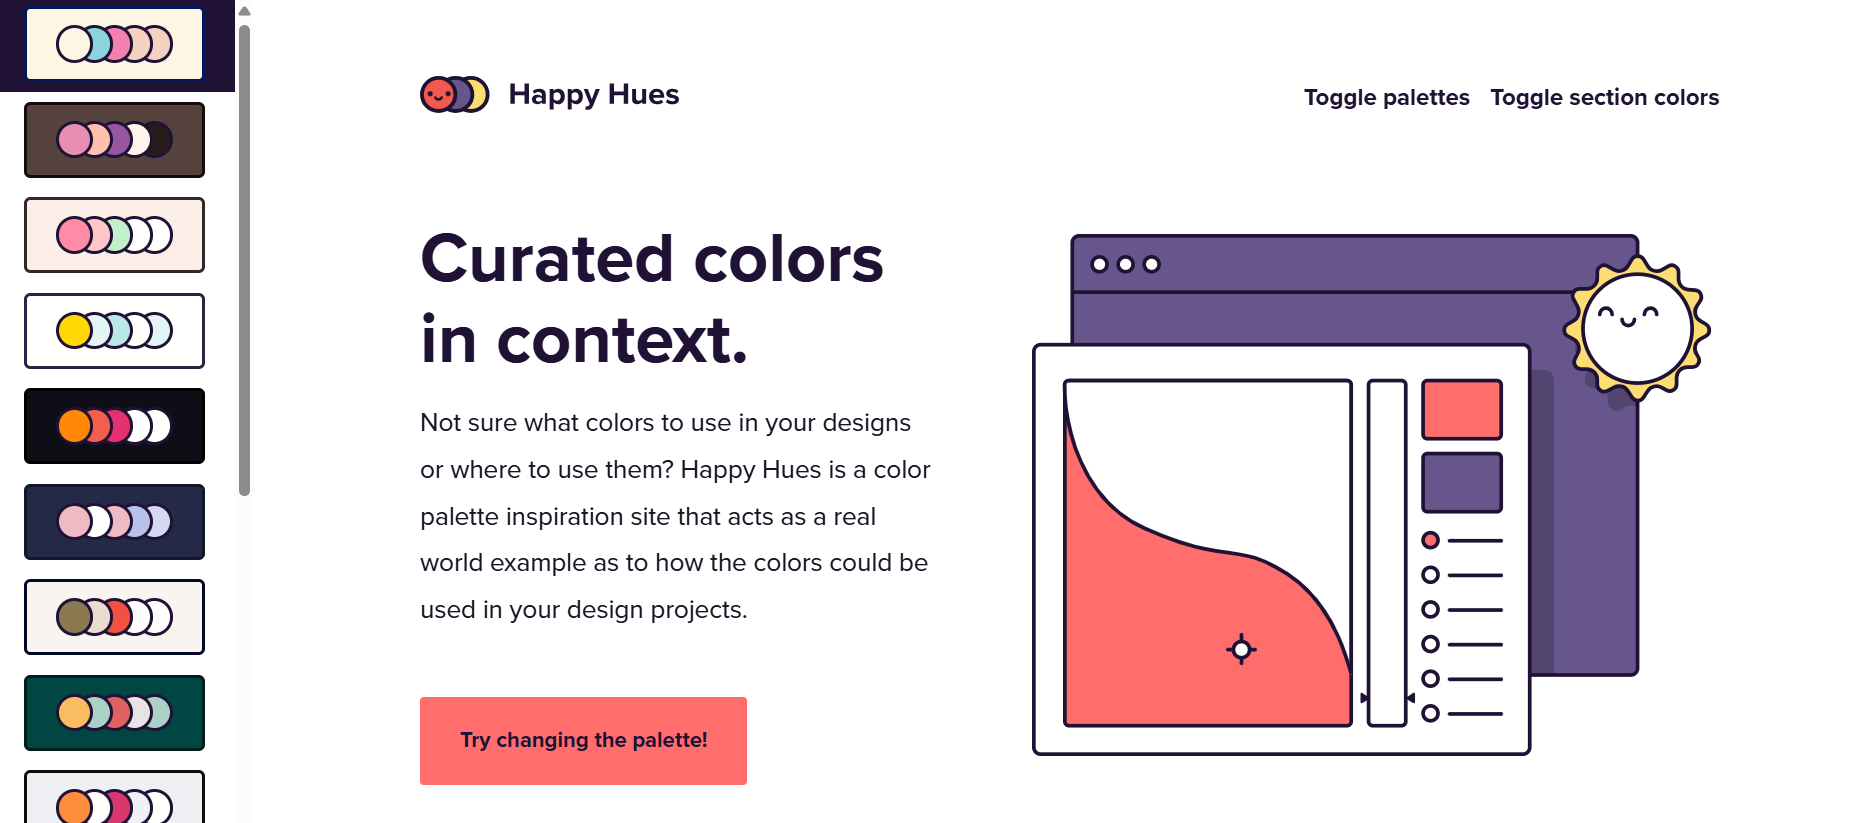 Happy Hues
Toggle palettes
Toggle section colors
Curated colors
in context.
Not sure what colors to use in your designs
or where to use them? Happy Hues is a color
palette inspiration site that acts as a real
world example as to how the colors could be
used in your design projects.
Try changing the palette!